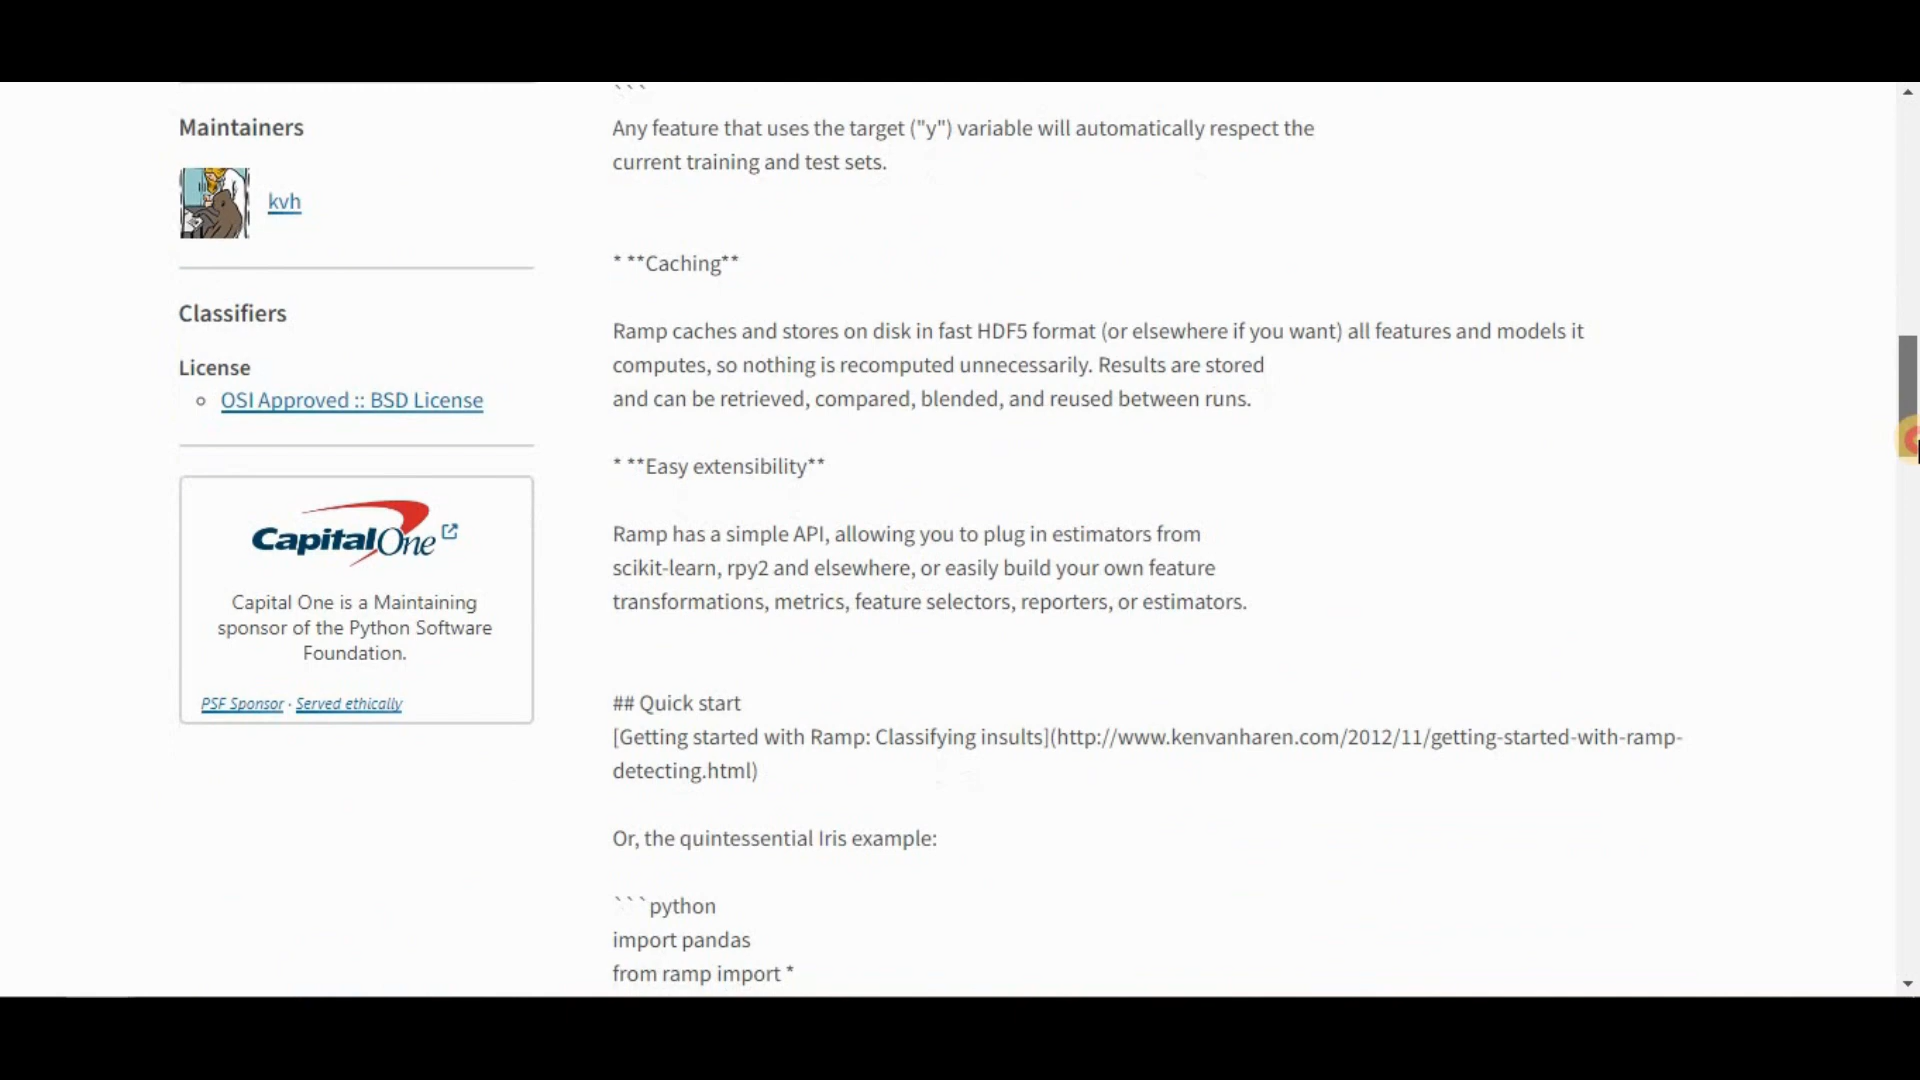 Maintainers
kvh
Classifiers
License
OSI Approved :: BSD License
CapitalOne
Capital One is a Maintaining
sponsor of the Python Software
Foundation.
PSF Sponsor · Served ethically
```
Any feature that uses the target ("y") variable will automatically respect the
current training and test sets.
* **Caching**
Ramp caches and stores on disk in fast HDF5 format (or elsewhere if you want) all features and models it
computes, so nothing is recomputed unnecessarily. Results are stored
and can be retrieved, compared, blended, and reused between runs.
* **Easy extensibility**
Ramp has a simple API, allowing you to plug in estimators from
scikit-learn, rpy2 and elsewhere, or easily build your own feature
transformations, metrics, feature selectors, reporters, or estimators.
## Quick start
[Getting started with Ramp: Classifying insults](http://www.kenvanharen.com/2012/11/getting-started-with-ramp-
detecting.html)
Or, the quintessential Iris example:
```python
import pandas
from ramp import *